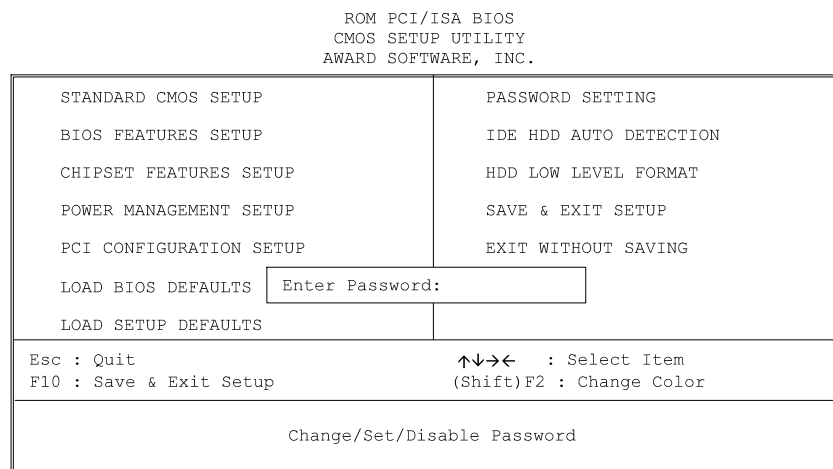 ROM PCI/ISA BIOS
CMOS SETUP UTILITY
AWARD SOFTWARE, INC.
STANDARD CMOS SETUP
BIOS FEATURES SETUP
CHIPSET FEATURES SETUP
POWER MANAGEMENT SETUP
PCI CONFIGURATION SETUP
LOAD BIOS DEFAULTS
LOAD SETUP DEFAULTS
PASSWORD SETTING
IDE HDD AUTO DETECTION
HDD LOW LEVEL FORMAT
SAVE & EXIT SETUP
EXIT WITHOUT SAVING
Enter Password:
Esc : Quit
F10 : Save & Exit Setup
↑↓→← : Select Item
(Shift)F2 : Change Color
Change/Set/Disable Password